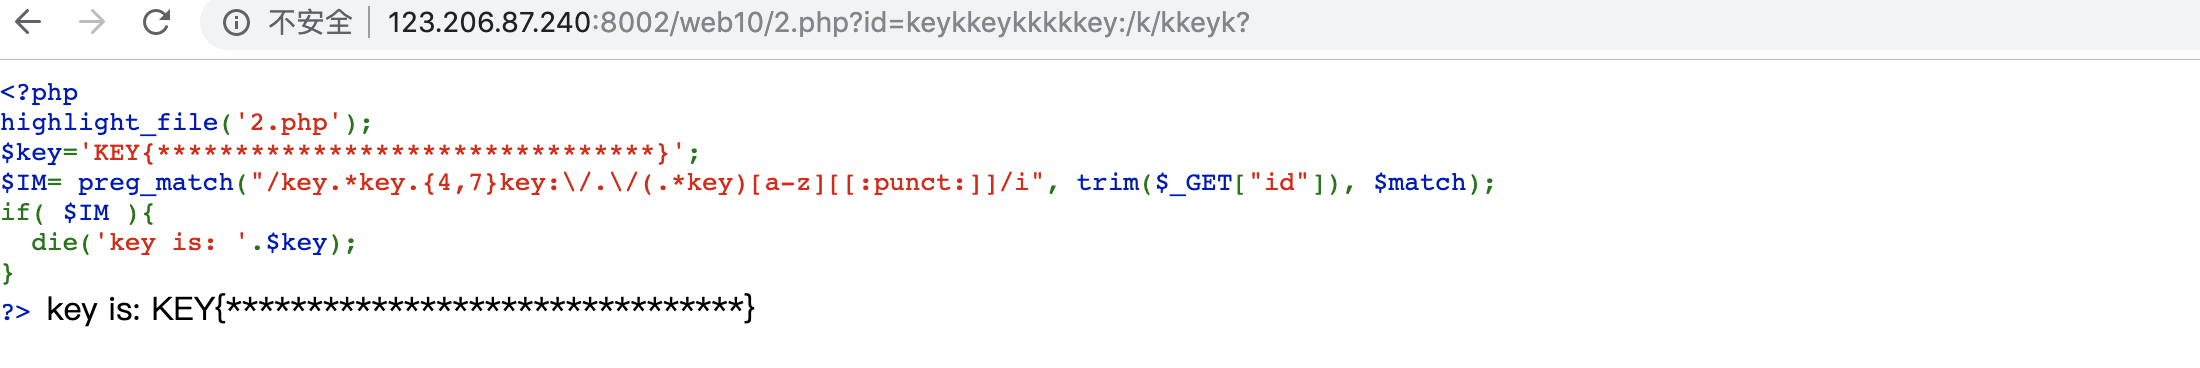 不安全 | 123.206.87.240:8002/web10/2.php?id=keykkeykkkkkey:/k/kkeyk?
<?php
highlight_file('2.php');
$key='KEY{********************************}';
$IM= preg_match("/key.*key.{4,7}key:\/.\/(.*key)[a-z][[:punct:]]/i", trim($_GET["id"]), $match);
if( $IM ){
  die('key is: '.$key);
}
?> key is: KEY{********************************}